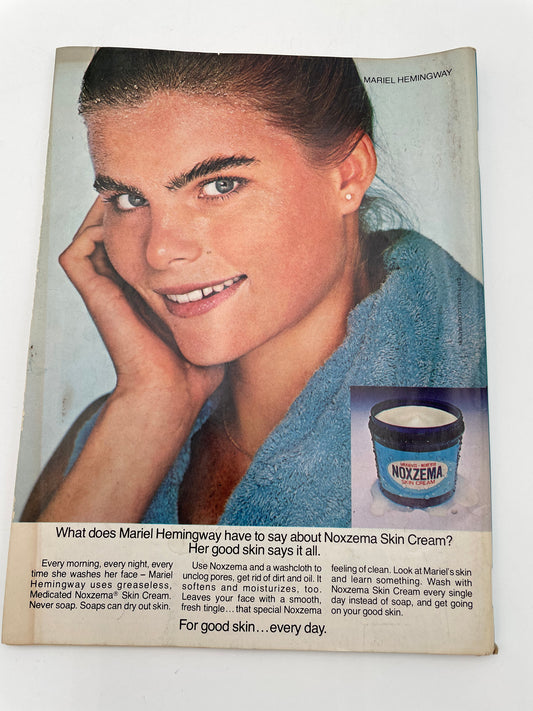 MARIEL HEMINGWAY
NOXZEMA
SKIN CREAM
What does Mariel Hemingway have to say about Noxzema Skin Cream?
Her good skin says it all.
Every morning, every night, every
time she washes her face – Mariel
Hemingway uses greaseless,
Medicated Noxzema® Skin Cream.
Never soap. Soaps can dry out skin.
Use Noxzema and a washcloth to
unclog pores, get rid of dirt and oil. It
softens and moisturizes, too.
Leaves your face with a smooth,
fresh tingle...that special Noxzema
feeling of clean. Look at Mariel's skin
and learn something. Wash with
Noxzema Skin Cream every single
day instead of soap, and get going
on your good skin.
For good skin...every day.